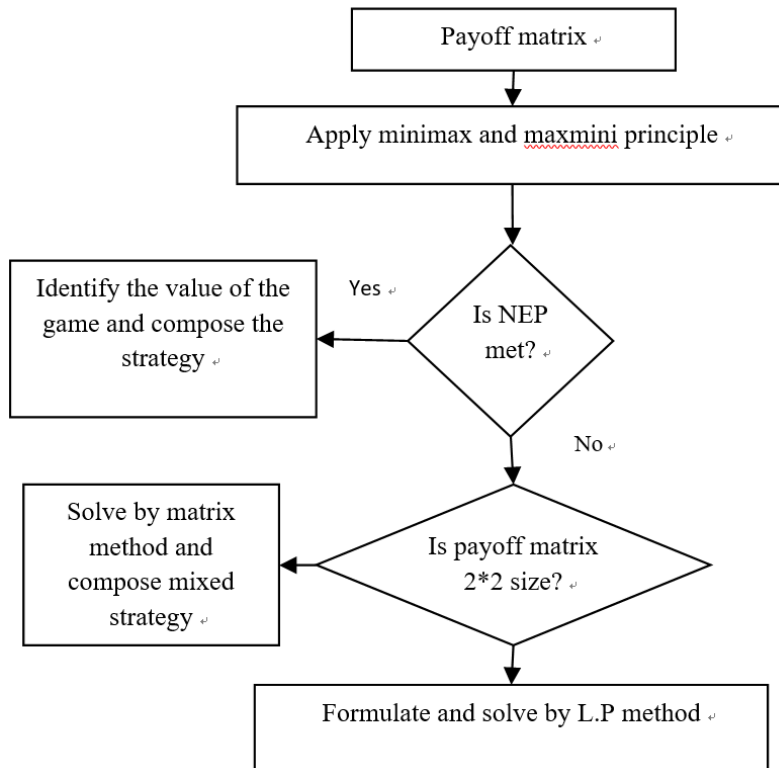 Payoff matrix
Apply minimax and maxmini principle
Identify the value of the
game and compose the
strategy
Yes
Is NEP
met?
No
Solve by matrix
method and
compose mixed
strategy
Is payoff matrix
2*2 size?
Formulate and solve by L.P method